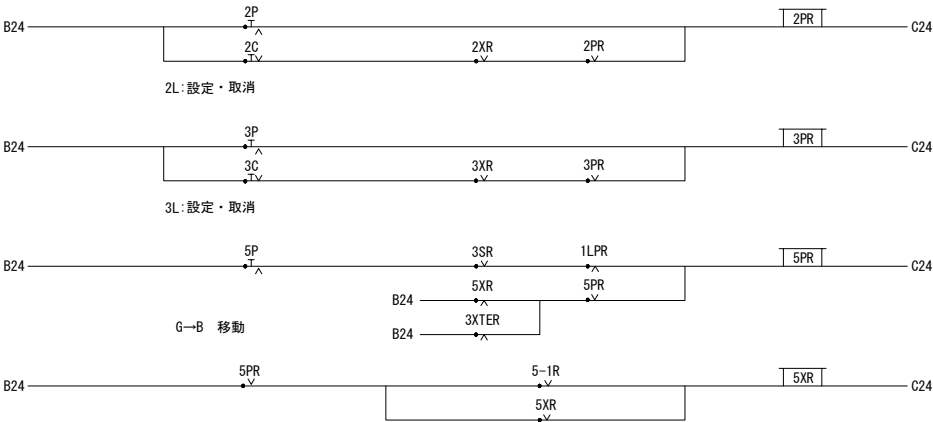 2P
B24 2PR C24
2C 2XR 2PR
2L:設定・取消
3P
B24 3PR C24
3C 3XR 3PR
3L:設定・取消
5P 3SR 1LPR
B24 5PR C24
5XR 5PR
B24
G→B 移動 3XTER
B24
5PR 5-1R
B24 5XR C24
5XR